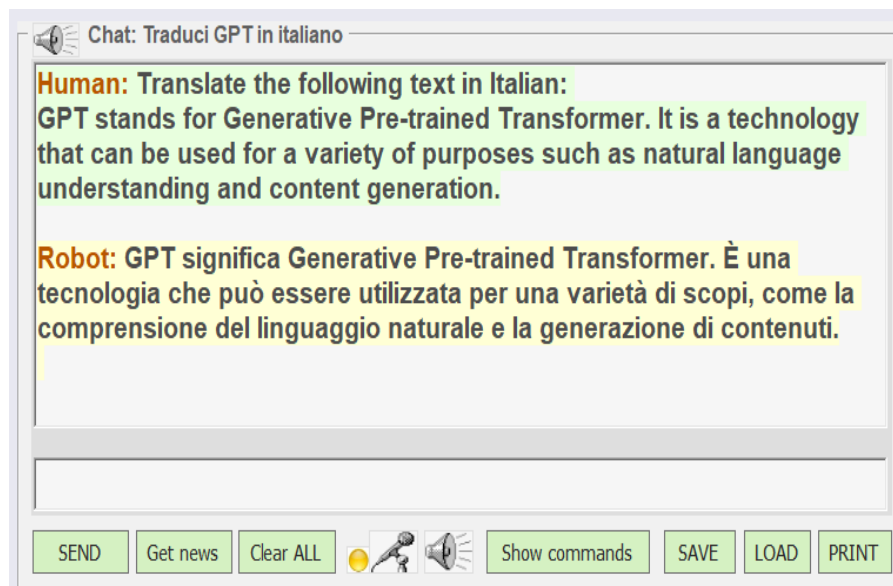 Chat: Traduci GPT in italiano
Human: Translate the following text in Italian:
GPT stands for Generative Pre-trained Transformer. It is a technology
that can be used for a variety of purposes such as natural language
understanding and content generation.
Robot: GPT significa Generative Pre-trained Transformer. È una
tecnologia che può essere utilizzata per una varietà di scopi, come la
comprensione del linguaggio naturale e la generazione di contenuti.
SEND Get news Clear ALL Show commands SAVE LOAD PRINT